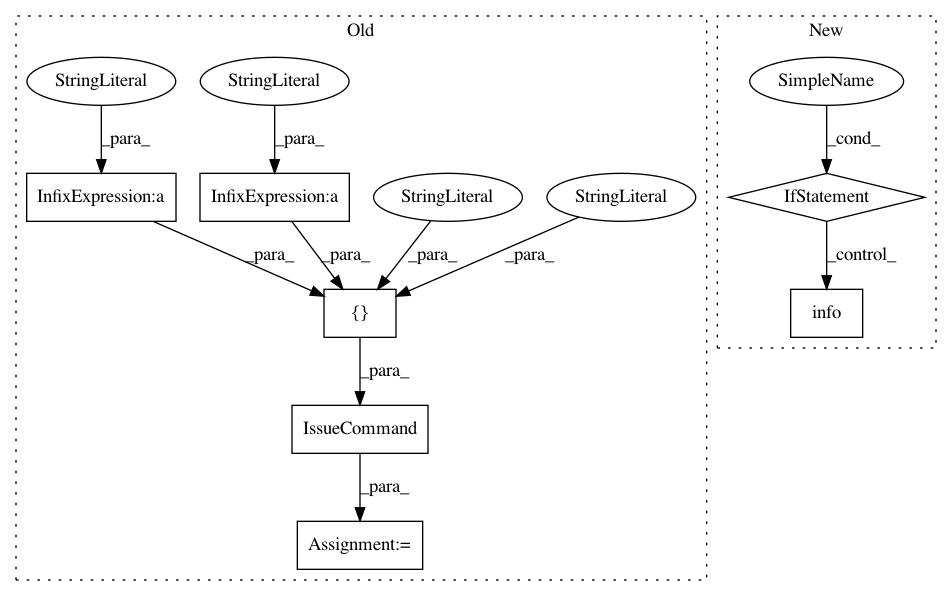 Old
New
StringLiteral
StringLiteral
SimpleName
_para_
_para_
_cond_
InfixExpression:a
InfixExpression:a
StringLiteral
StringLiteral
IfStatement
_para_
_para_
_para_
_para_
_control_
{}
info
_para_
IssueCommand
_para_
Assignment:=